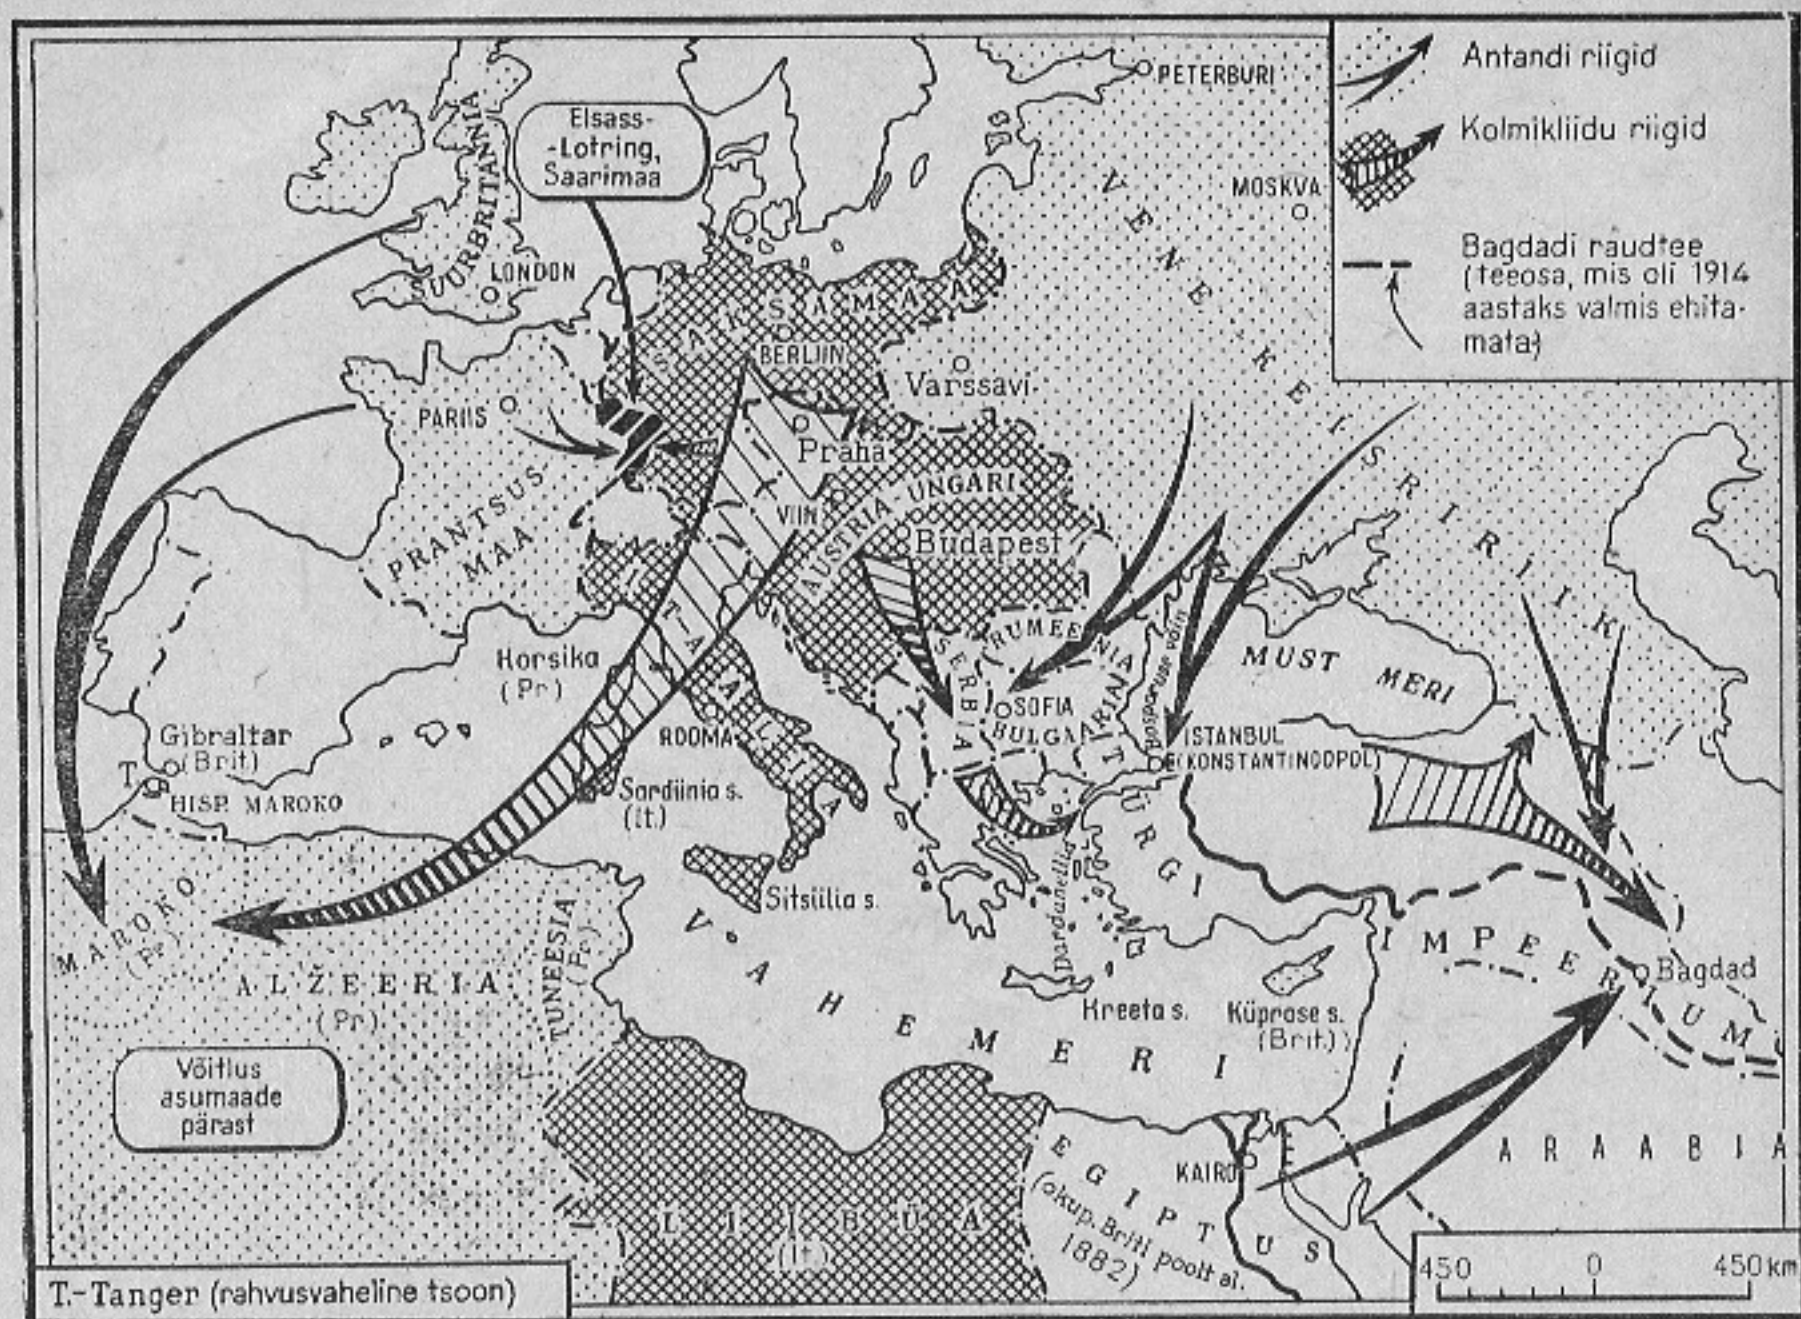 Antandi riigid
Kolmikliidu riigid
Bagdadi raudtee
(teeosa, mis oli 1914
aastaks valmis ehita-
mata)
PETERBURI
MOSKVA
VENE-KEISRIRIIK
Elsass-
-Lotring,
Saarimaa
SUURBRITANNIA
LONDON
SAKSAMAA
BERLIIN
Varssavi
PARIIS
PRANTSUS
MAA
Praha
VIIN
AUSTRIA UNGARI
Budapest
ITAALIA
RUMEENIA
SERBIA
SOFIA
BULGAARIA
Bosporuse väin
MUST MERI
ISTANBUL
(KONSTANTINOOPOL)
TÜRGI
IMPEERIUM
Horsika
(Pr)
ROOMA
Sardiinia s.
(It.)
Sitsiilia s.
Gibraltar
(Brit.)
T.
HISP. MAROKO
MAROKO
(Pr)
ALŽEERIA
(Pr)
TUNEESIA
(Pr)
VAHEMERI
Dardanellid
Kreeta s.
Küprose s.
(Brit.)
Bagdad
Võitlus
asumaade
pärast
LIIBÜA
(It.)
EGIPTUS
(okup. Briti poolt al.
1882)
KAIRO
ARAABIA
T.-Tanger (rahvusvaheline tsoon)
450 0 450 km